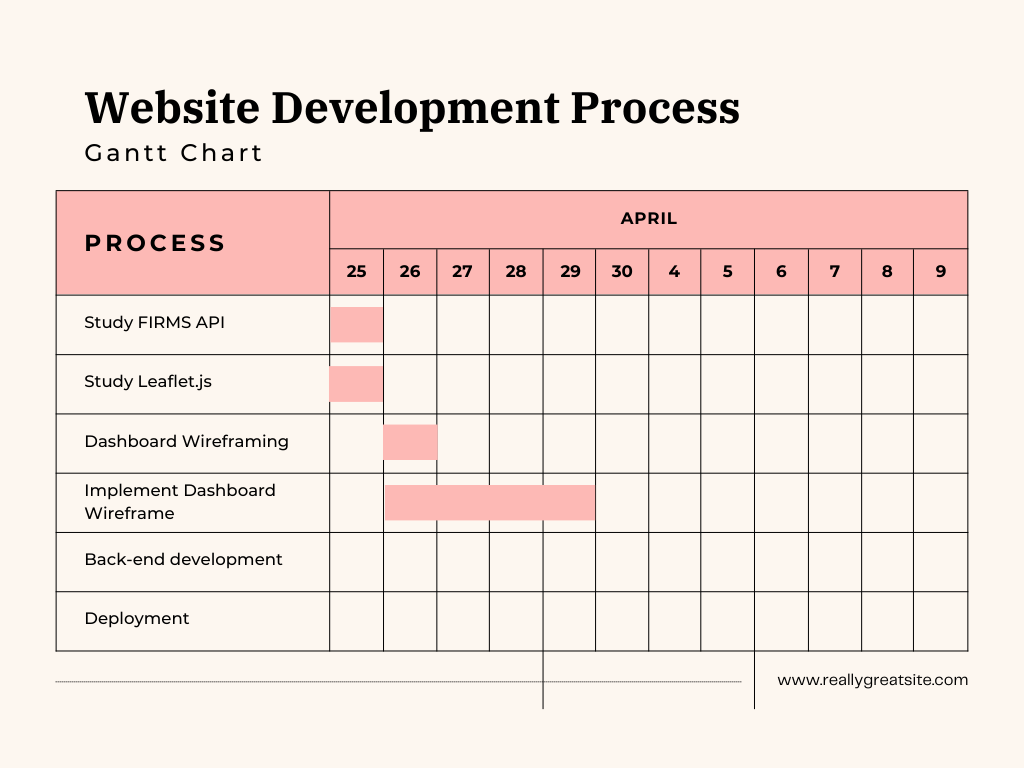 Website Development Process
Gantt Chart
PROCESS
APRIL
25 26 27 28 29 30 4 5 6 7 8 9
Study FIRMS API
Study Leaflet.js
Dashboard Wireframing
Implement Dashboard
Wireframe
Back-end development
Deployment
www.reallygreatsite.com